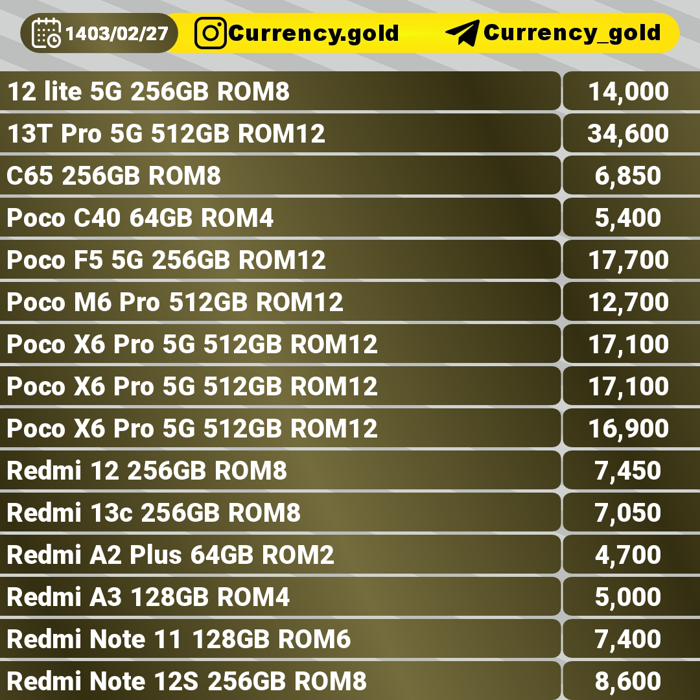 1403/02/27 Currency.gold Currency_gold
12 lite 5G 256GB ROM8 14,000
13T Pro 5G 512GB ROM12 34,600
C65 256GB ROM8 6,850
Poco C40 64GB ROM4 5,400
Poco F5 5G 256GB ROM12 17,700
Poco M6 Pro 512GB ROM12 12,700
Poco X6 Pro 5G 512GB ROM12 17,100
Poco X6 Pro 5G 512GB ROM12 17,100
Poco X6 Pro 5G 512GB ROM12 16,900
Redmi 12 256GB ROM8 7,450
Redmi 13c 256GB ROM8 7,050
Redmi A2 Plus 64GB ROM2 4,700
Redmi A3 128GB ROM4 5,000
Redmi Note 11 128GB ROM6 7,400
Redmi Note 12S 256GB ROM8 8,600